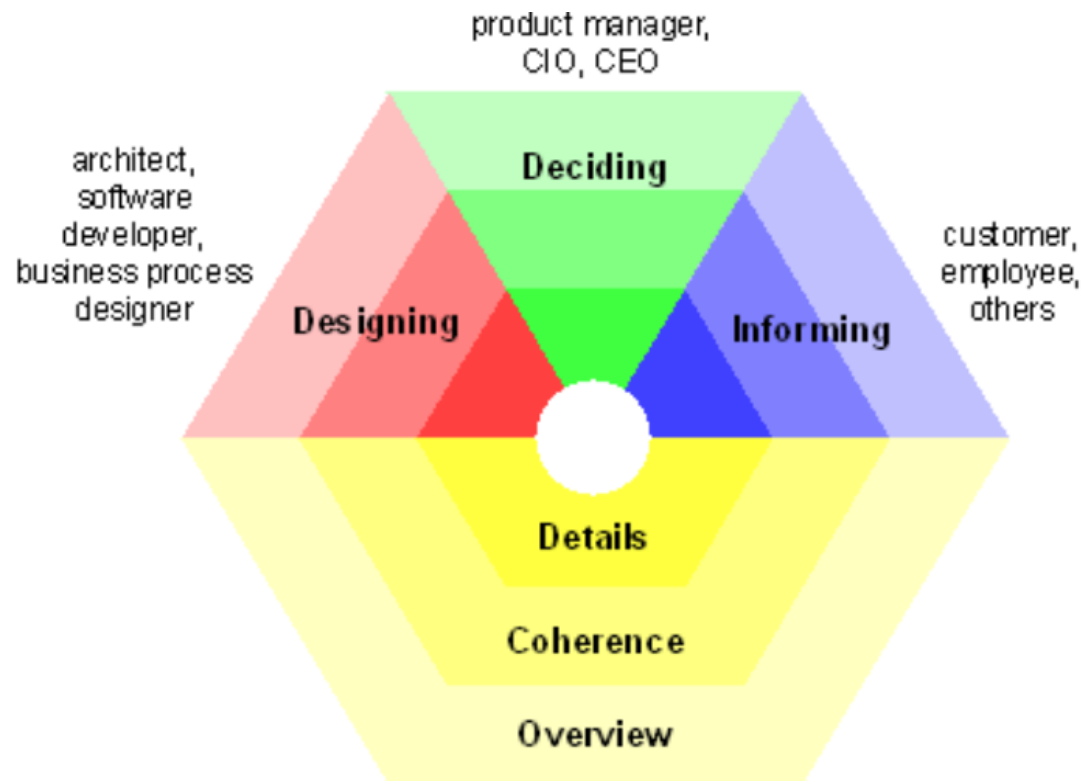 product manager,
CIO, CEO
architect,
software
developer,
business process
designer
Deciding
customer,
employee,
others
Designing
Informing
Details
Coherence
Overview